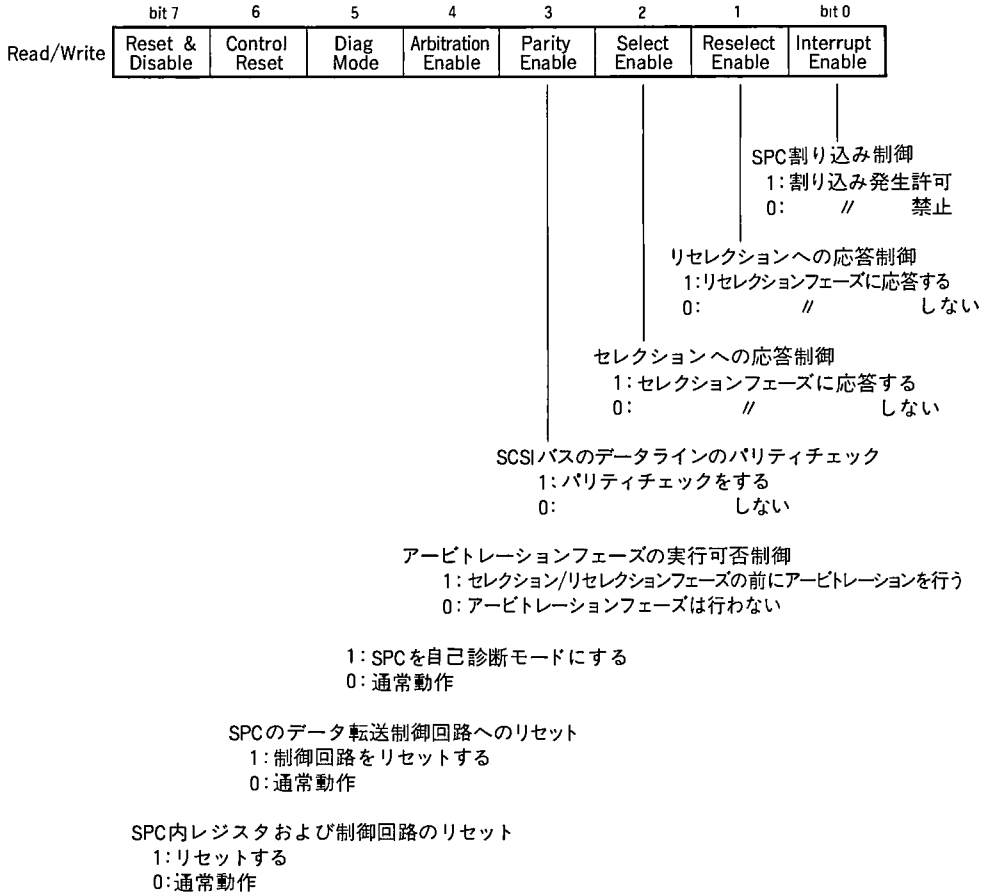 bit 7 6 5 4 3 2 1 bit 0
Read/Write Reset & Disable Control Reset Diag Mode Arbitration Enable Parity Enable Select Enable Reselect Enable Interrupt Enable
SPC割り込み制御
1:割り込み発生許可
0: 〃 禁止
リセレクションへの応答制御
1:リセレクションフェーズに応答する
0: 〃 しない
セレクションへの応答制御
1:セレクションフェーズに応答する
0: 〃 しない
SCSIバスのデータラインのパリティチェック
1:パリティチェックをする
0: しない
アービトレーションフェーズの実行可否制御
1:セレクション/リセレクションフェーズの前にアービトレーションを行う
0:アービトレーションフェーズは行わない
1:SPCを自己診断モードにする
0:通常動作
SPCのデータ転送制御回路へのリセット
1:制御回路をリセットする
0:通常動作
SPC内レジスタおよび制御回路のリセット
1:リセットする
0:通常動作